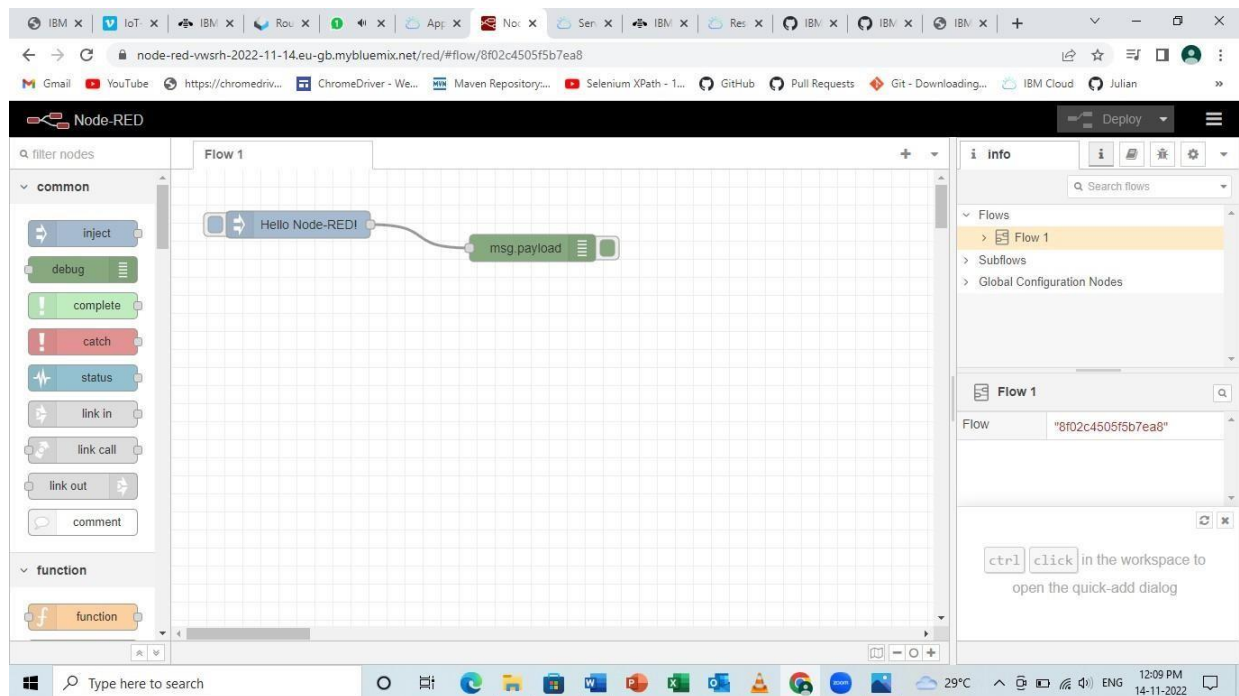 IBM IoT- IBM Rou App Noc Sen IBM Res IBM IBM IBM
node-red-vwsrh-2022-11-14.eu-gb.mybluemix.net/red/#flow/8f02c4505f5b7ea8
Gmail YouTube https://chromedriv... ChromeDriver - We... Maven Repository:... Selenium XPath - 1... GitHub Pull Requests Git - Downloading... IBM Cloud Julian »
Node-RED Deploy
filter nodes Flow 1 i info
common
Search flows
Flows
Flow 1
Subflows
Global Configuration Nodes
inject
debug
complete
catch
status
link in
link call
link out
comment
function
function
Hello Node-RED!
msg.payload
Flow 1
Flow "8f02c4505f5b7ea8"
ctrl click in the workspace to
open the quick-add dialog
Type here to search 29°C ENG 12:09 PM
14-11-2022